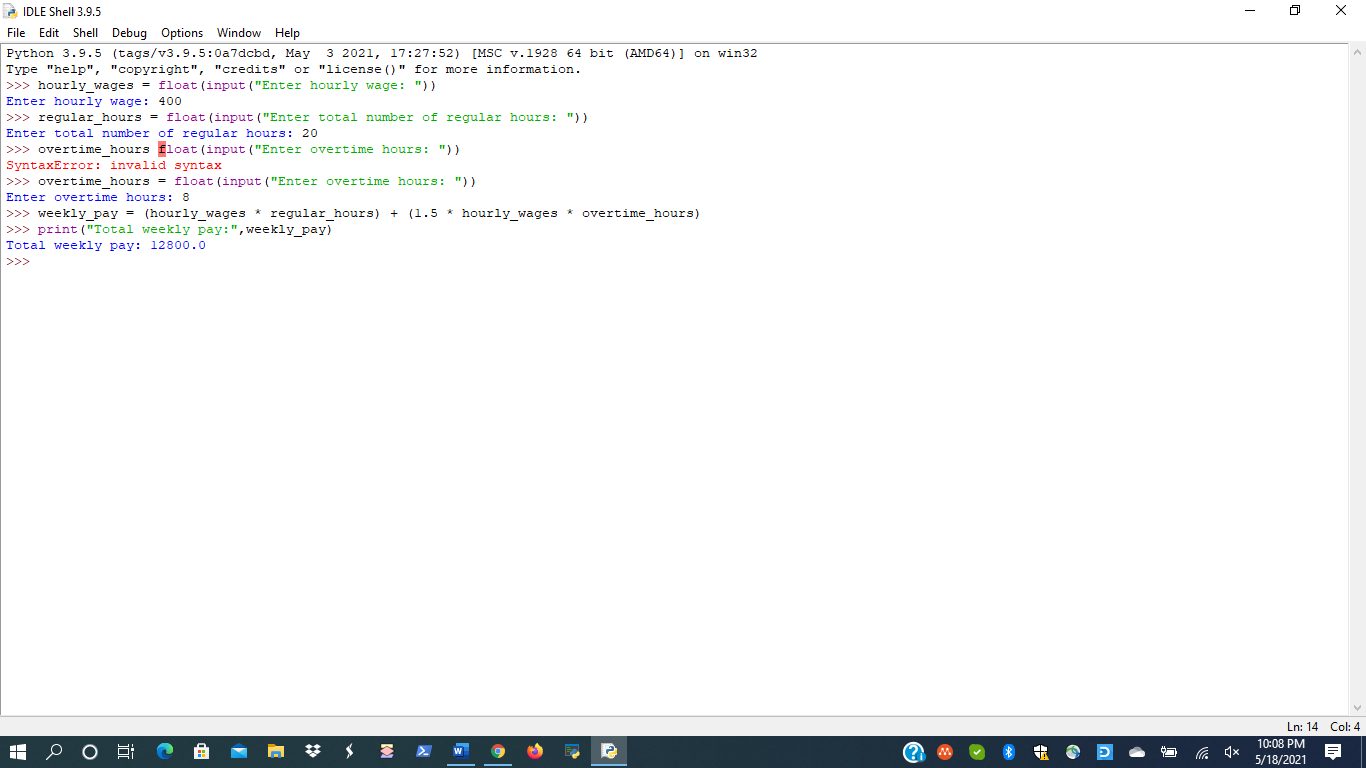 IDLE Shell 3.9.5
File Edit Shell Debug Options Window Help
Python 3.9.5 (tags/v3.9.5:0a7dcbd, May  3 2021, 17:27:52) [MSC v.1928 64 bit (AMD64)] on win32
Type "help", "copyright", "credits" or "license()" for more information.
>>> hourly_wages = float(input("Enter hourly wage: "))
Enter hourly wage: 400
>>> regular_hours = float(input("Enter total number of regular hours: "))
Enter total number of regular hours: 20
>>> overtime_hours float(input("Enter overtime hours: "))
SyntaxError: invalid syntax
>>> overtime_hours = float(input("Enter overtime hours: "))
Enter overtime hours: 8
>>> weekly_pay = (hourly_wages * regular_hours) + (1.5 * hourly_wages * overtime_hours)
>>> print("Total weekly pay:",weekly_pay)
Total weekly pay: 12800.0
>>>
Ln: 14 Col: 4
10:08 PM
5/18/2021